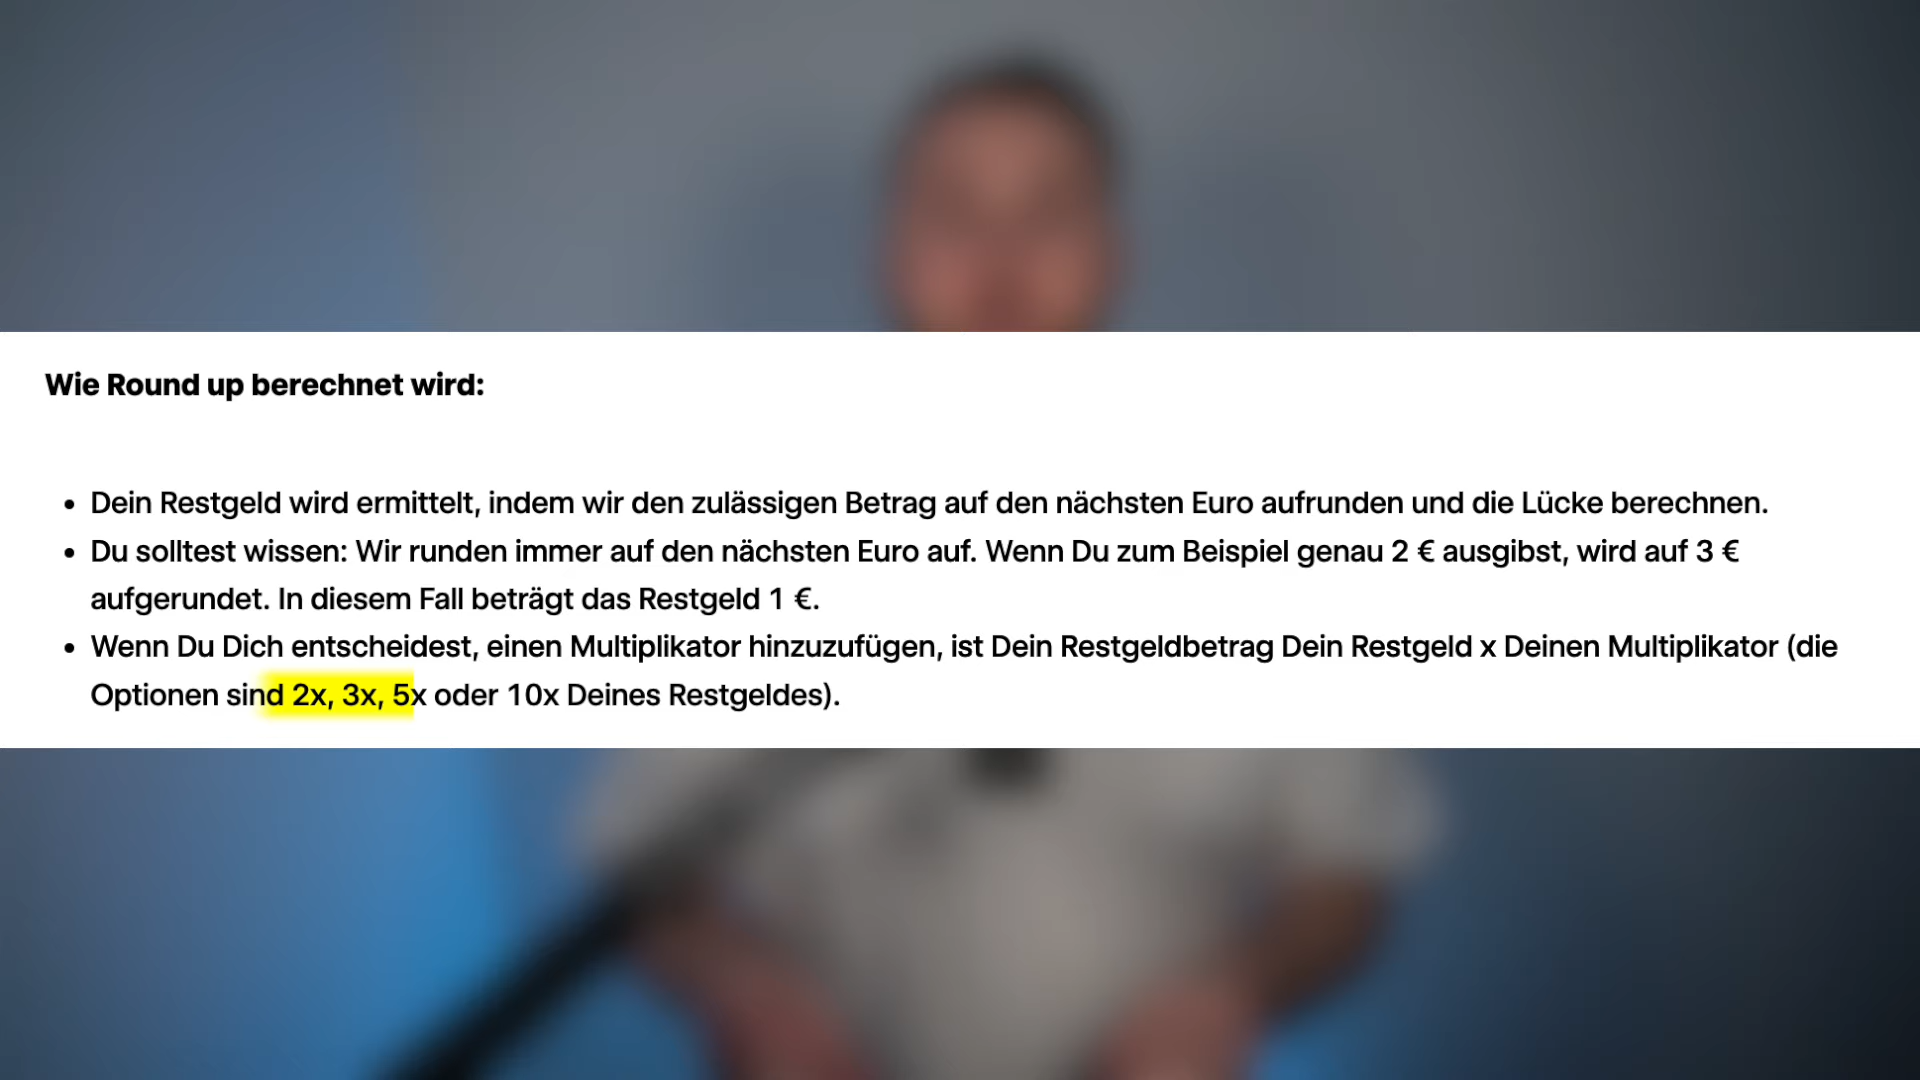 Wie Round up berechnet wird:
• Dein Restgeld wird ermittelt, indem wir den zulässigen Betrag auf den nächsten Euro aufrunden und die Lücke berechnen.
• Du solltest wissen: Wir runden immer auf den nächsten Euro auf. Wenn Du zum Beispiel genau 2 € ausgibst, wird auf 3 €
aufgerundet. In diesem Fall beträgt das Restgeld 1 €.
• Wenn Du Dich entscheidest, einen Multiplikator hinzuzufügen, ist Dein Restgeldbetrag Dein Restgeld x Deinen Multiplikator (die
Optionen sind 2x, 3x, 5x oder 10x Deines Restgeldes).